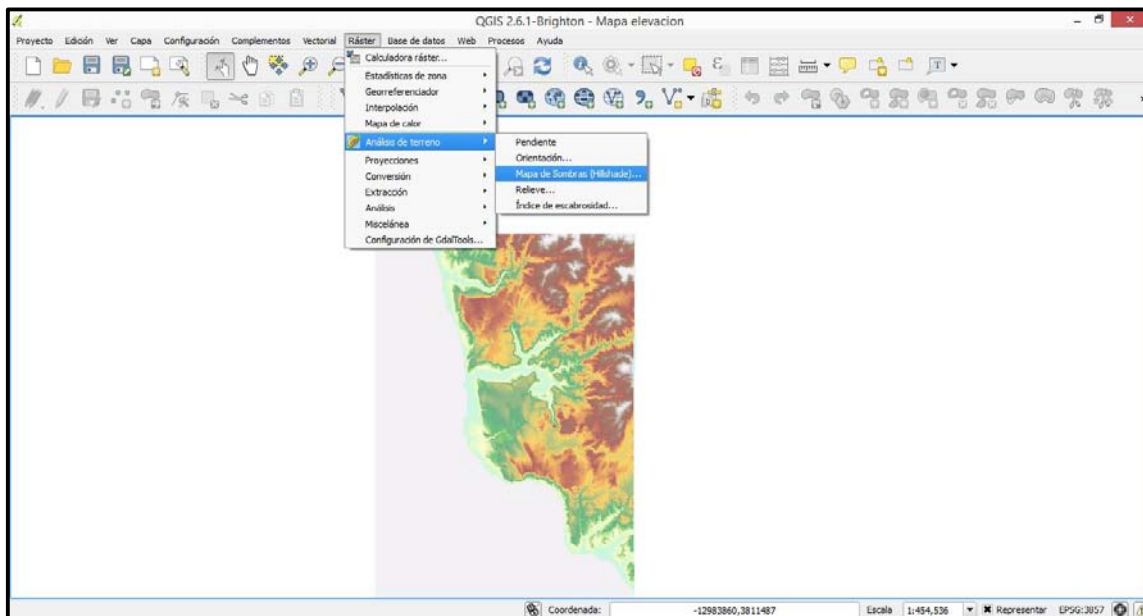 QGIS 2.6.1-Brighton - Mapa elevacion
Proyecto Edición Ver Capa Configuración Complementos Vectorial Ráster Base de datos Web Procesos Ayuda
Calculadora ráster...
Estadísticas de zona
Georreferenciador
Interpolación
Mapa de calor
Análisis de terreno
Proyecciones
Conversión
Extracción
Análisis
Miscelánea
Configuración de GdalTools...
Pendiente
Orientación...
Mapa de Sombras (Hillshade)...
Relieve...
Índice de escabrosidad...
Coordenada: -12983860,3811487 Escala 1:454,536 Representar EPSG:3857